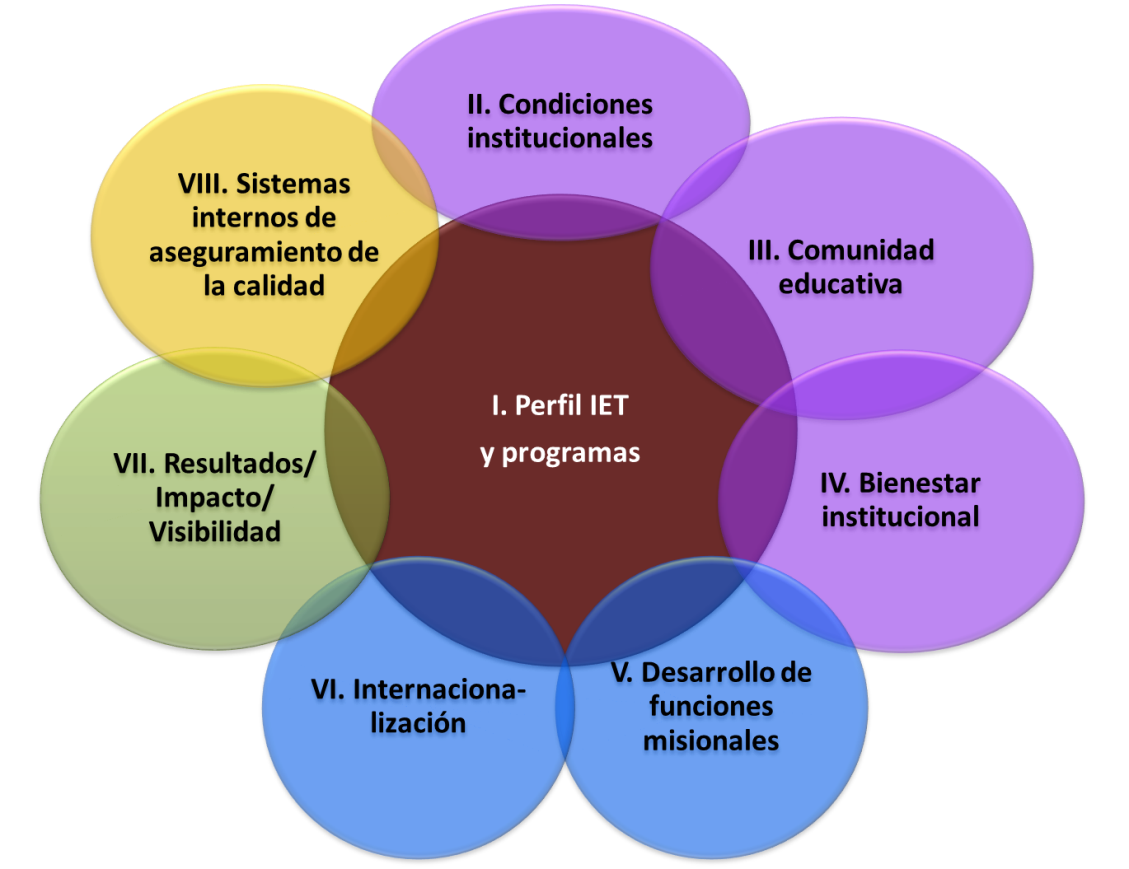 II. Condiciones
institucionales
III. Comunidad
educativa
IV. Bienestar
institucional
V. Desarrollo de
funciones
misionales
VI. Internaciona-
lización
VII. Resultados/
Impacto/
Visibilidad
VIII. Sistemas
internos de
aseguramiento de
la calidad
I. Perfil IET
y programas